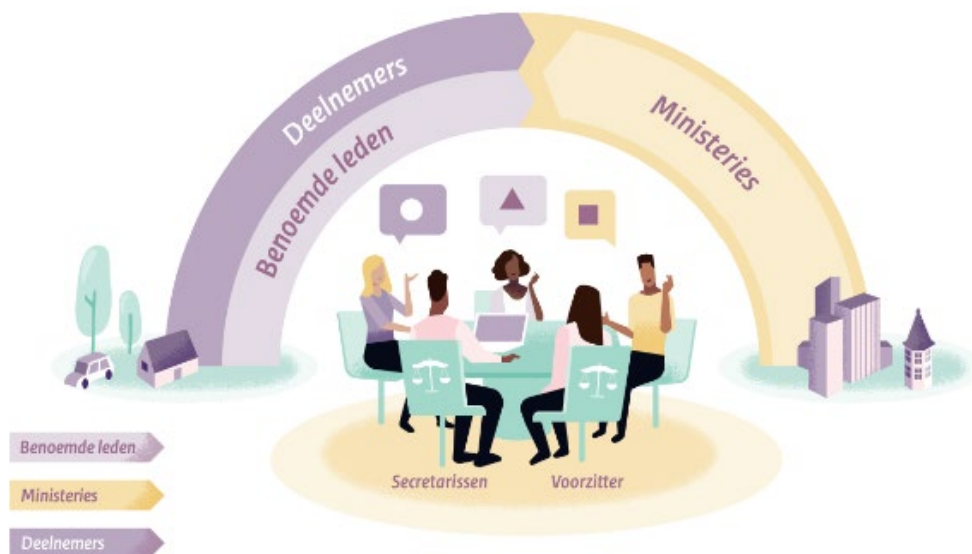 Deelnemers
Benoemde leden
Ministeries
Secretarissen
Voorzitter
Benoemde leden
Ministeries
Deelnemers